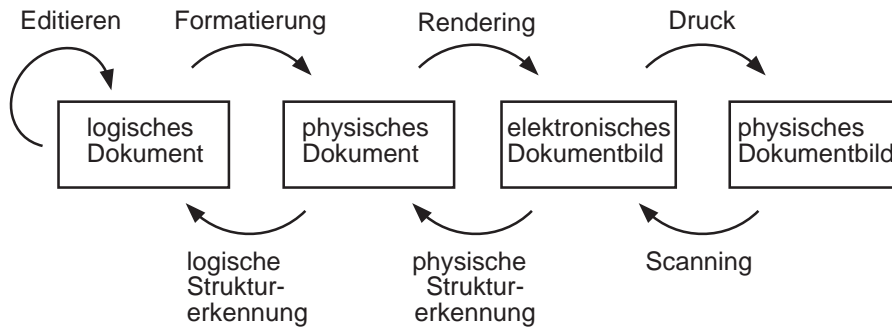 Editieren
Formatierung
Rendering
Druck
logisches
Dokument
physisches
Dokument
elektronisches
Dokumentbild
physisches
Dokumentbild
logische
Struktur-
erkennung
physische
Struktur-
erkennung
Scanning